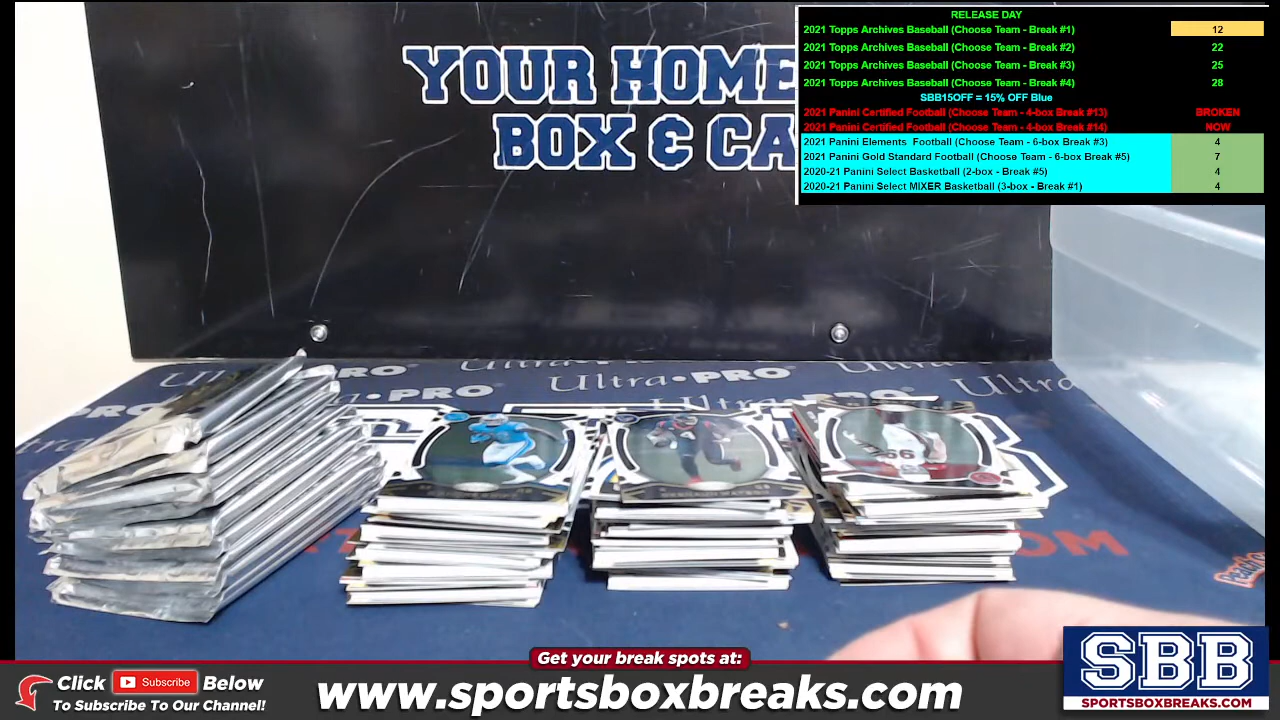 YOUR HOME
BOX & CA
RELEASE DAY
2021 Topps Archives Baseball (Choose Team - Break #1) 12
2021 Topps Archives Baseball (Choose Team - Break #2) 22
2021 Topps Archives Baseball (Choose Team - Break #3) 25
2021 Topps Archives Baseball (Choose Team - Break #4) 28
SBB15OFF = 15% OFF Blue
2021 Panini Certified Football (Choose Team - 4-box Break #13) BROKEN
2021 Panini Certified Football (Choose Team - 4-box Break #14) NOW
2021 Panini Elements  Football (Choose Team - 6-box Break #3) 4
2021 Panini Gold Standard Football (Choose Team - 6-box Break #5) 7
2020-21 Panini Select Basketball (2-box - Break #5) 4
2020-21 Panini Select MIXER Basketball (3-box - Break #1) 4
Ultra•PRO
Ultra•PRO
Ultra
66
Get your break spots at:
Click Subscribe Below
To Subscribe To Our Channel!
www.sportsboxbreaks.com
SBB
SPORTSBOXBREAKS.COM